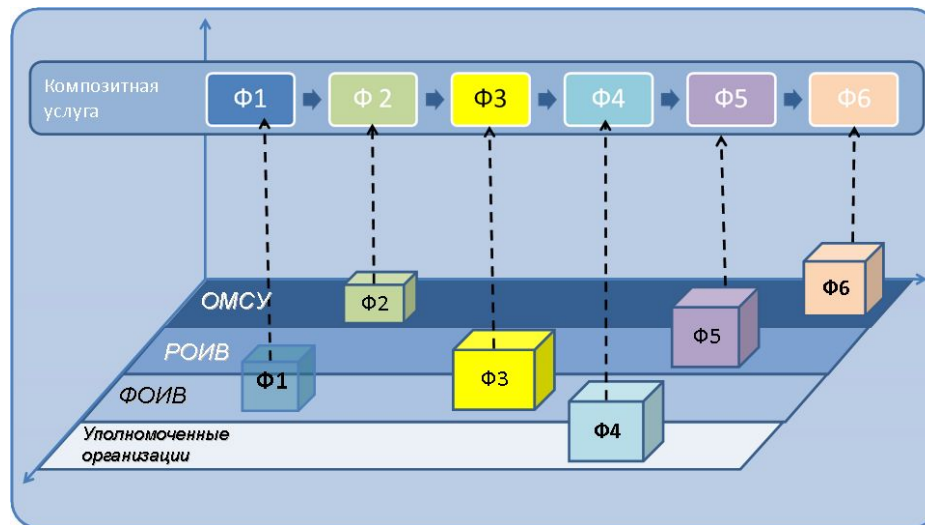 Композитная
услуга
Ф1
Ф 2
Ф3
Ф4
Ф5
Ф6
ОМСУ
Ф2
Ф6
РОИВ
Ф5
Ф1
Ф3
ФОИВ
Ф4
Уполномоченные
организации